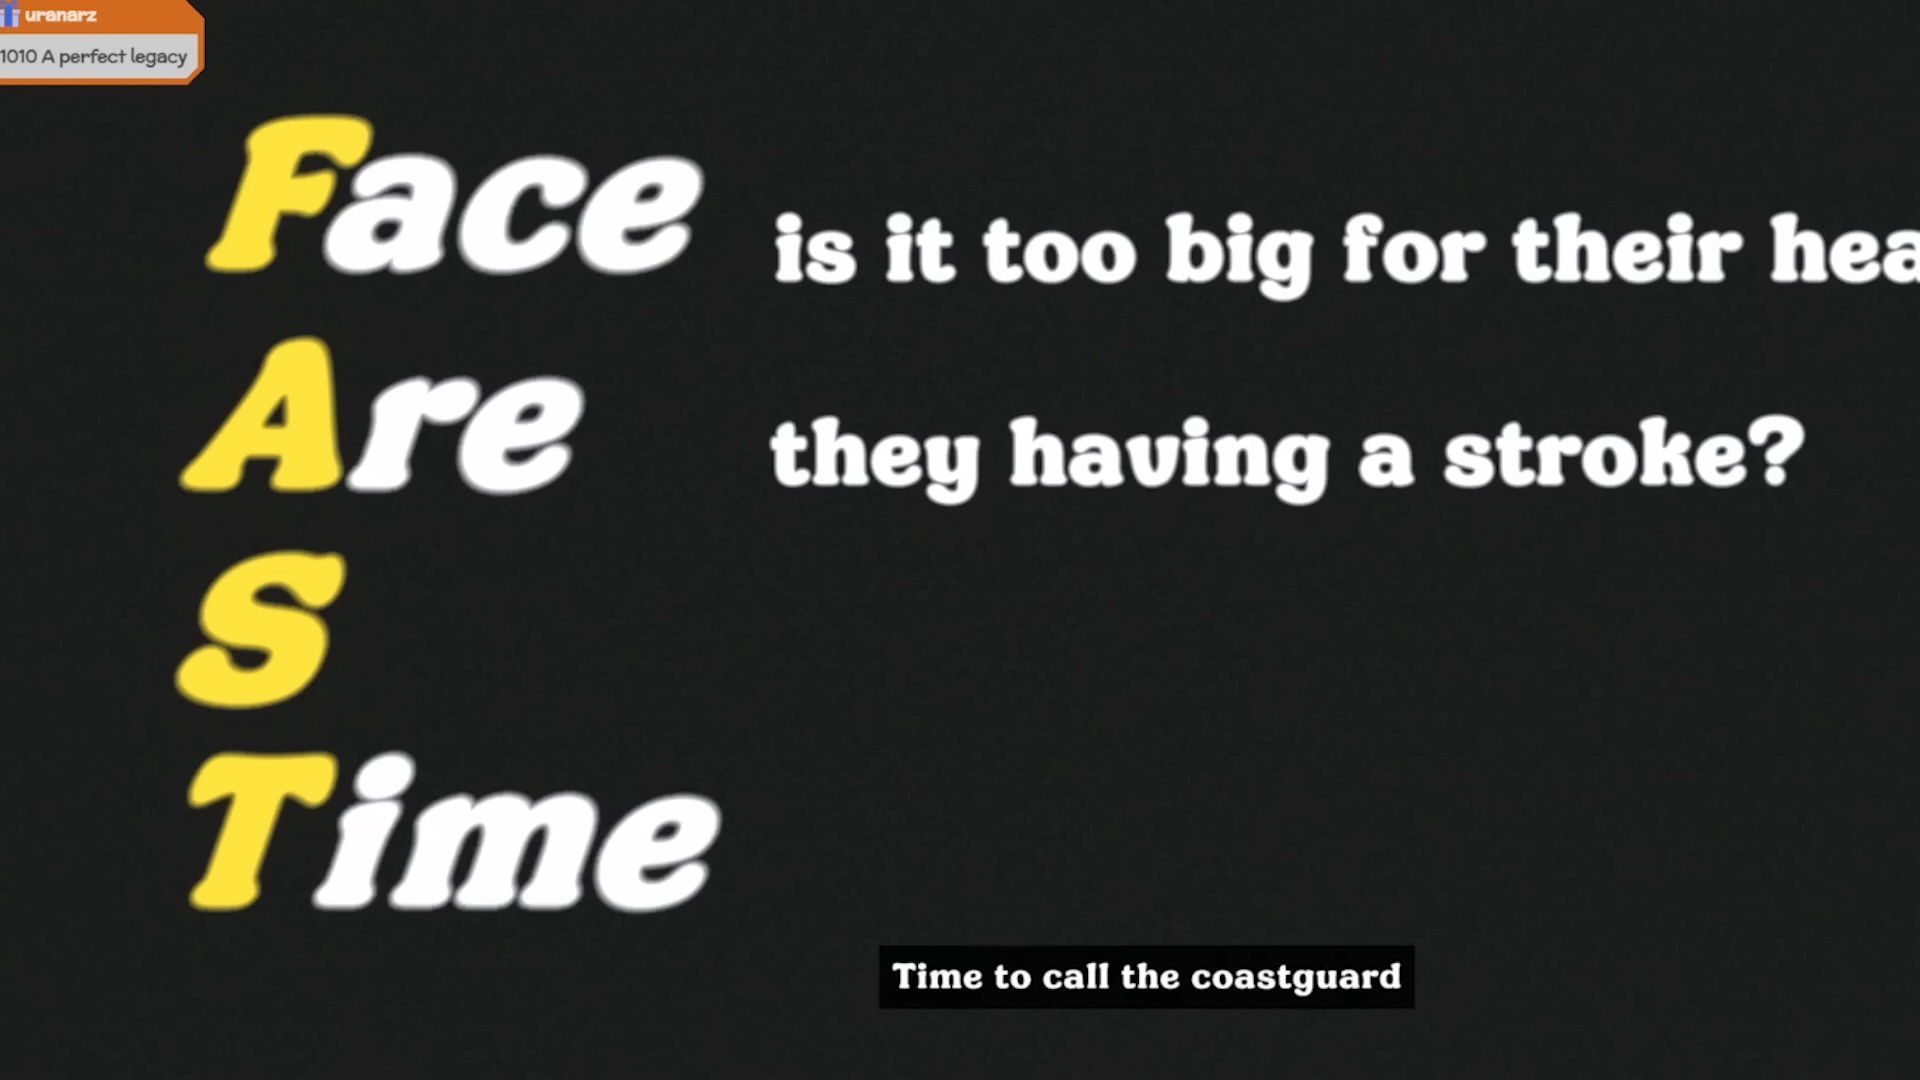 uranarz
1010 A perfect legacy
Face is it too big for their hea
Are they having a stroke?
S
Time
Time to call the coastguard